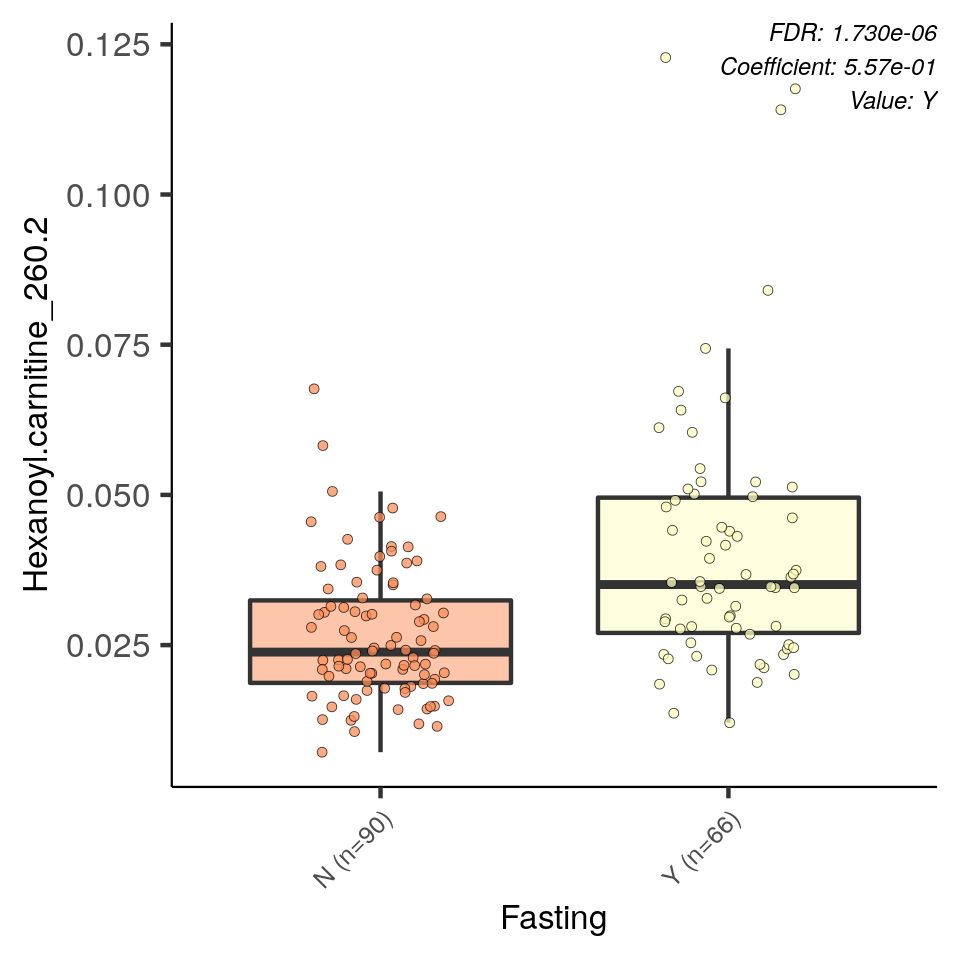 FDR: 1.730e-06
Coefficient: 5.57e-01
Value: Y
0.125
0.100
0.075
0.050
0.025
Hexanoyl.carnitine_260.2
N (n=90)
Y (n=66)
Fasting